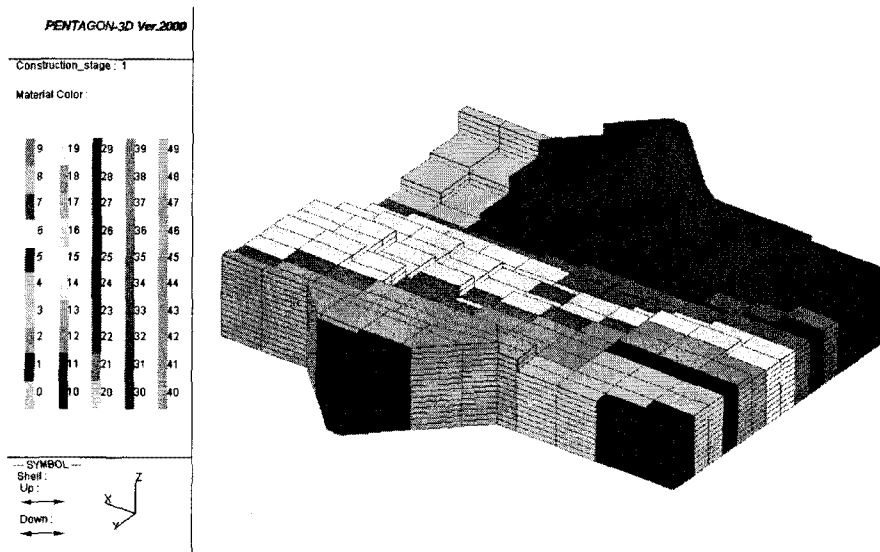 PENTAGON-3D Ver.2000
Construction_stage : 1
Material Color :
9 19 29 39 49
8 18 28 38 48
7 17 27 37 47
6 16 26 36 46
5 15 25 35 45
4 14 24 34 44
3 13 23 33 43
2 12 22 32 42
1 11 21 31 41
0 10 20 30 40
--- SYMBOL ---
Shell :
Up :
Down :
Z
X
Y